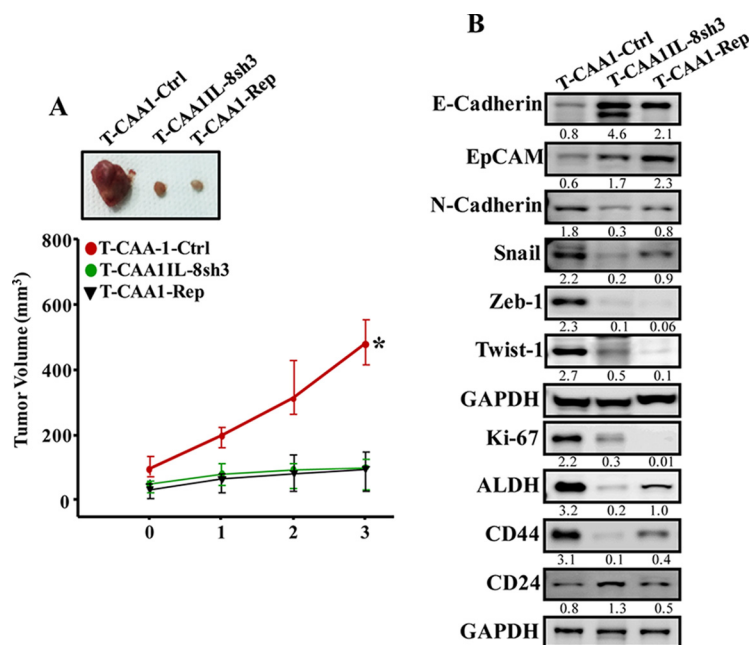 A
T-CAA1-Ctrl
T-CAA1IL-8sh3
T-CAA1-Rep
800
600
400
200
0
Tumor Volume (mm³)
T-CAA-1-Ctrl
T-CAA1IL-8sh3
T-CAA1-Rep
*
0 1 2 3
B
T-CAA1-Ctrl
T-CAA1IL-8sh3
T-CAA1-Rep
E-Cadherin
0.8 4.6 2.1
EpCAM
0.6 1.7 2.3
N-Cadherin
1.8 0.3 0.8
Snail
2.2 0.2 0.9
Zeb-1
2.3 0.1 0.06
Twist-1
2.7 0.5 0.1
GAPDH
Ki-67
2.2 0.3 0.01
ALDH
3.2 0.2 1.0
CD44
3.1 0.1 0.4
CD24
0.8 1.3 0.5
GAPDH